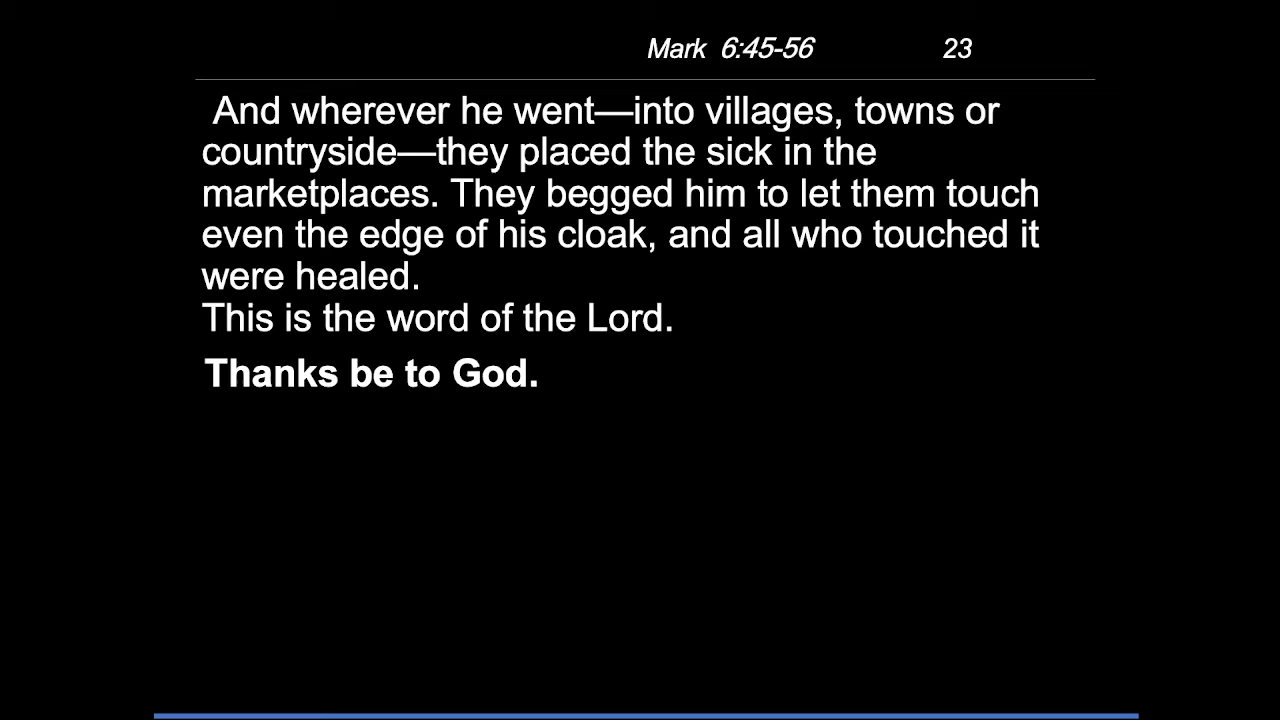 Mark 6:45-56 23
And wherever he went—into villages, towns or
countryside—they placed the sick in the
marketplaces. They begged him to let them touch
even the edge of his cloak, and all who touched it
were healed.
This is the word of the Lord.
Thanks be to God.